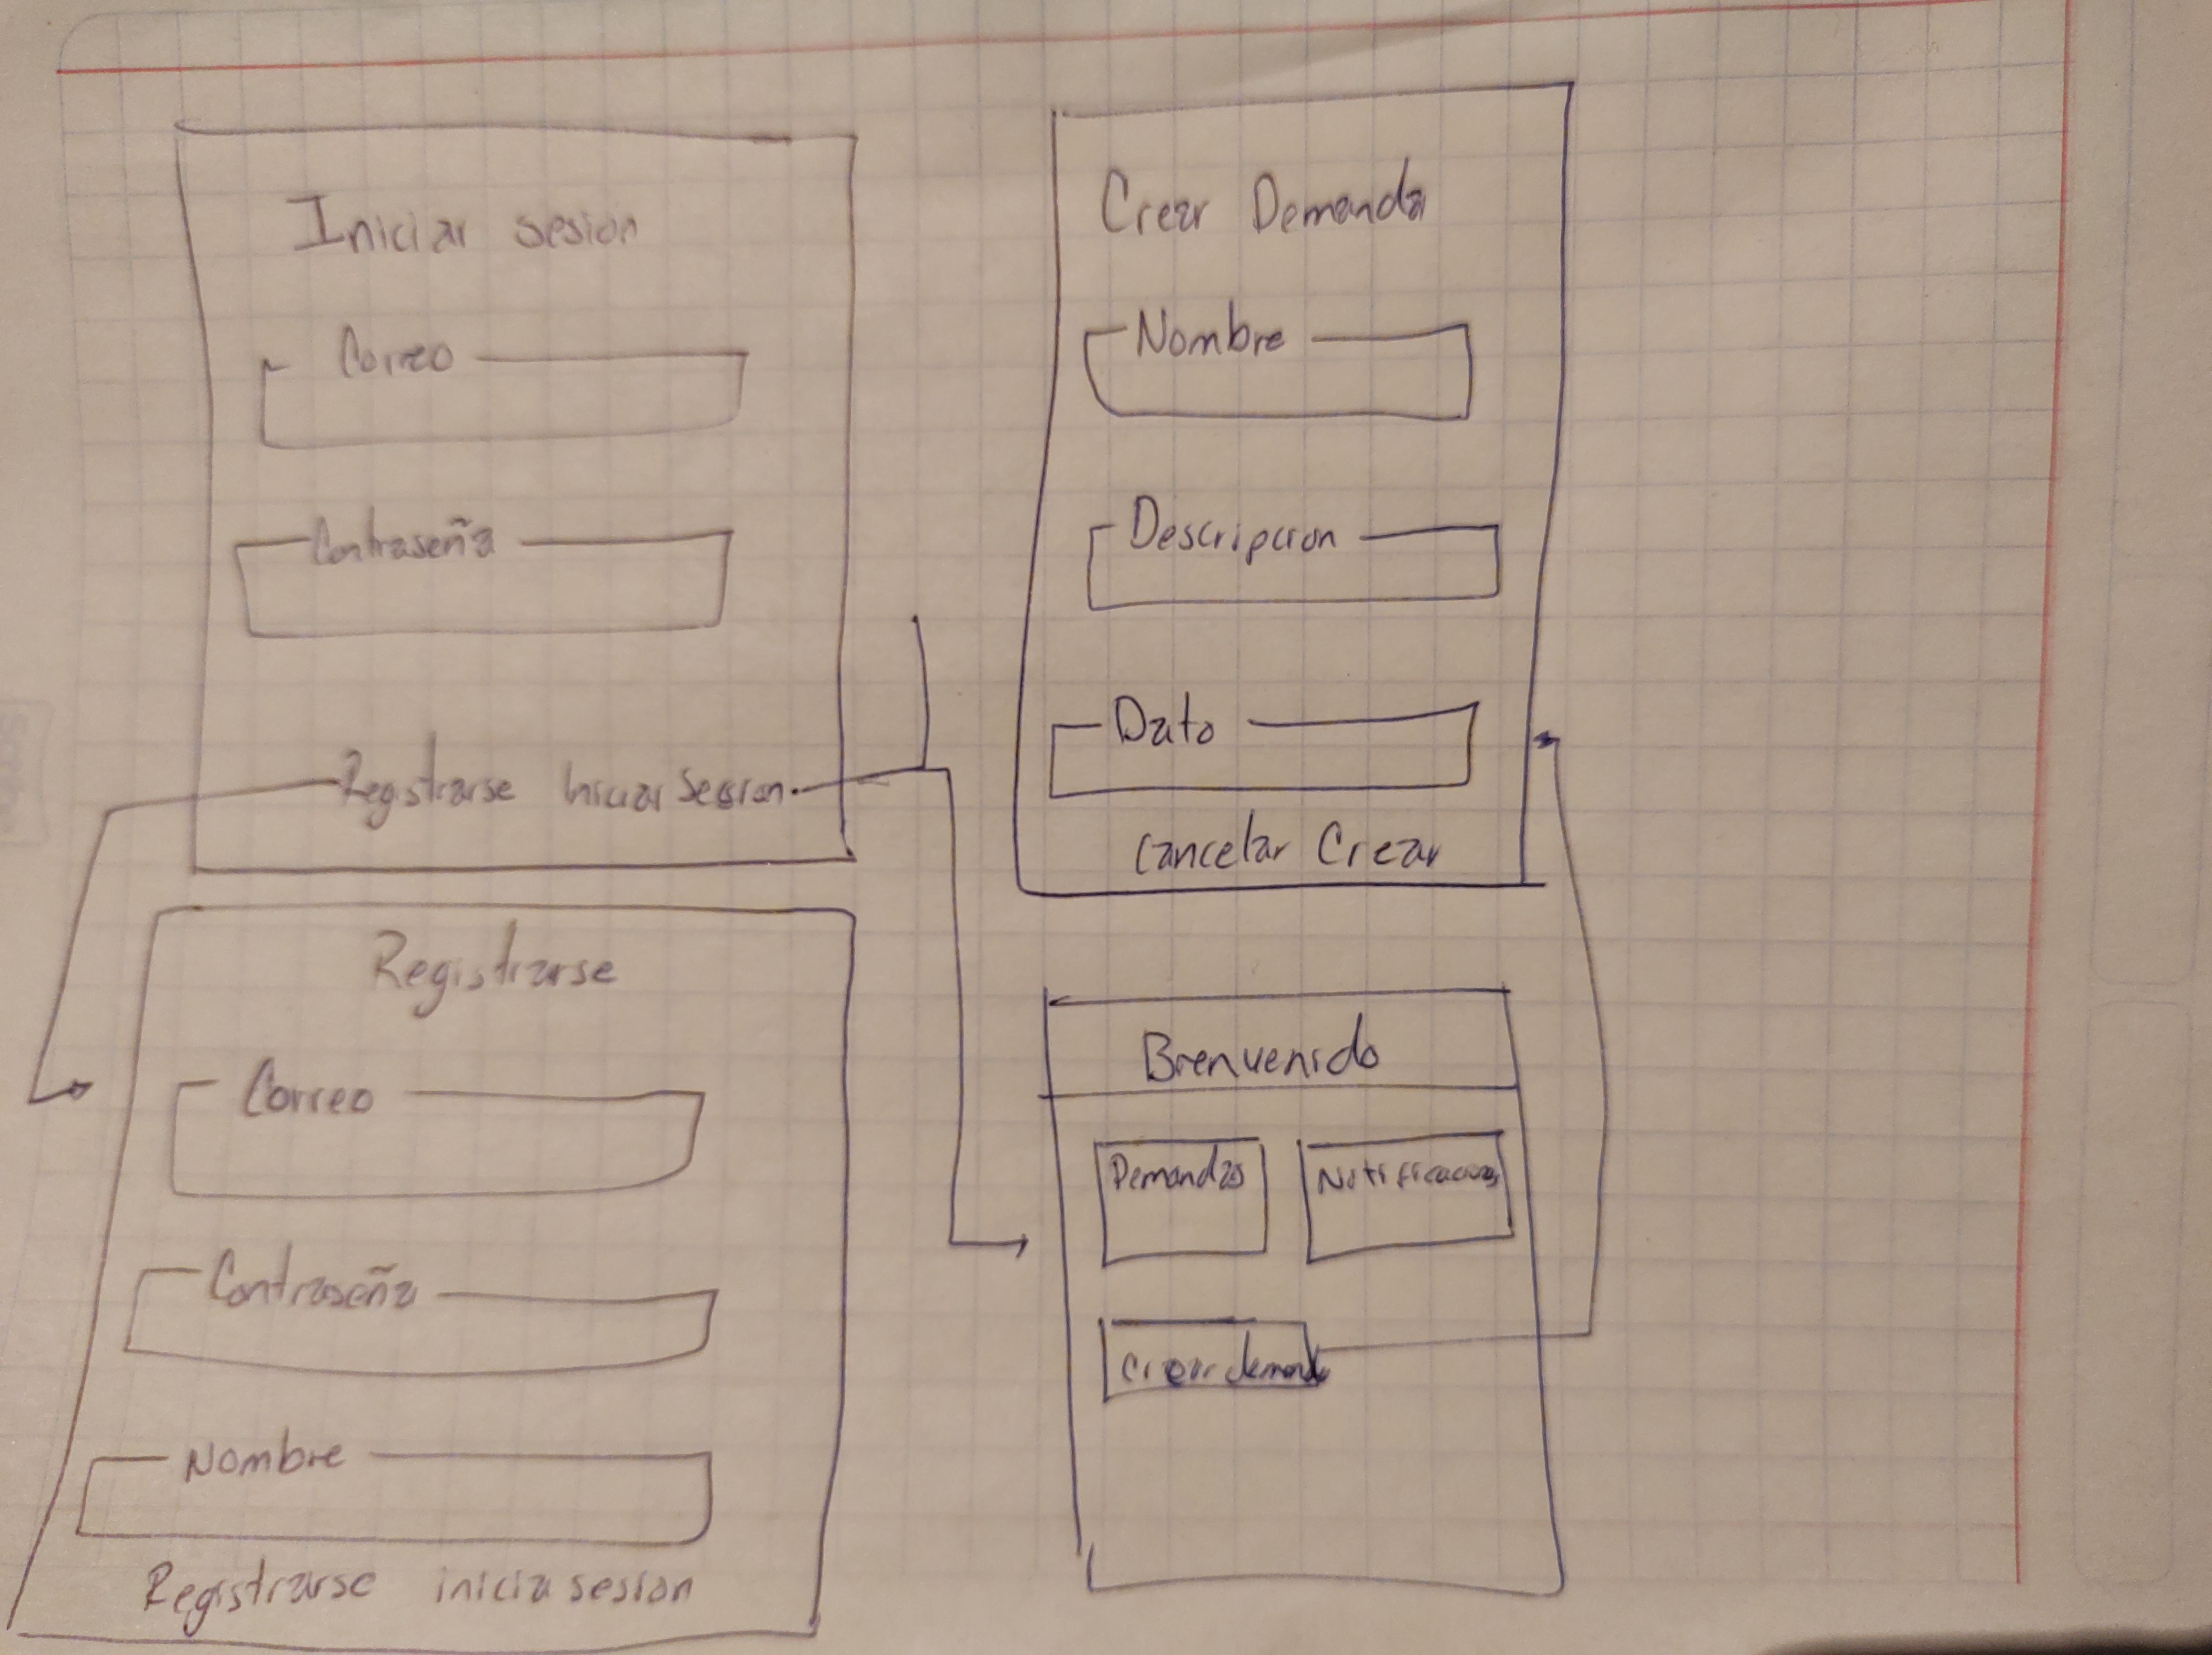 Iniciar sesion
Correo
Contraseña
Registrarse Iniciar Sesion
Registrarse
Correo
Contraseña
Nombre
Registrarse inicia sesion
Crear Demanda
Nombre
Descripcion
Dato
Cancelar Crear
Bienvenido
Demandas
Notificaciones
Crear demanda